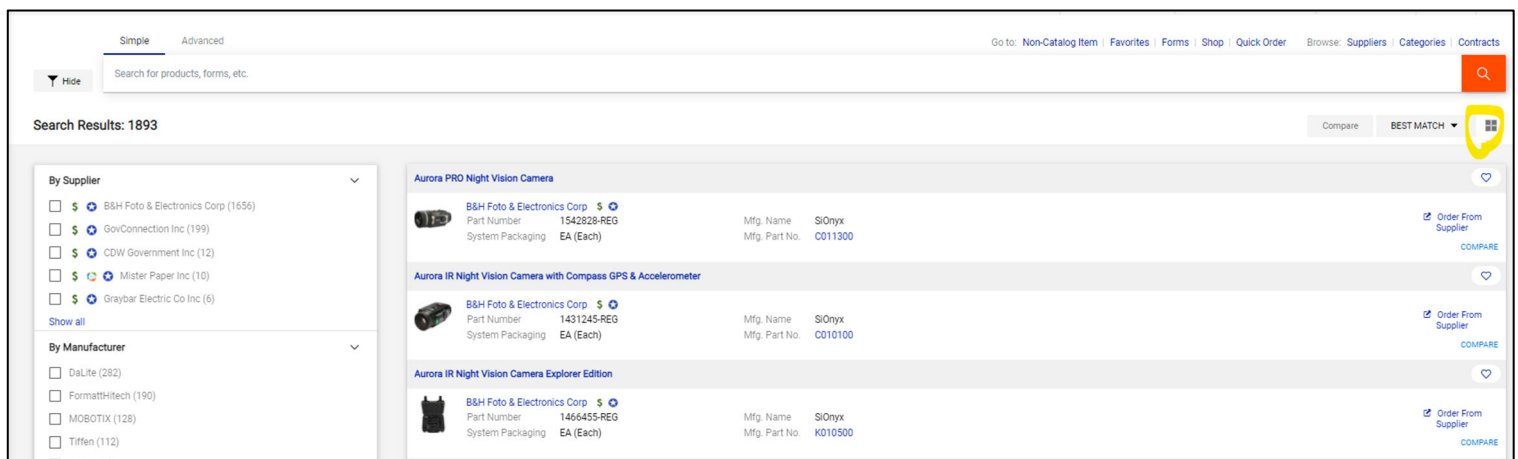 Simple Advanced
Go to: Non-Catalog Item | Favorites | Forms | Shop | Quick Order Browse: Suppliers | Categories | Contracts
Hide
Search for products, forms, etc.
Search Results: 1893
Compare BEST MATCH
By Supplier
$ B&H Foto & Electronics Corp (1656)
$ GovConnection Inc (199)
$ CDW Government Inc (12)
$ Mister Paper Inc (10)
$ Graybar Electric Co Inc (6)
Show all
By Manufacturer
DaLite (282)
FormattHitech (190)
MOBOTIX (128)
Tiffen (112)
Aurora PRO Night Vision Camera
B&H Foto & Electronics Corp $
Part Number 1542828-REG Mfg. Name SiOnyx
System Packaging EA (Each) Mfg. Part No. C011300
Order From
Supplier
COMPARE
Aurora IR Night Vision Camera with Compass GPS & Accelerometer
B&H Foto & Electronics Corp $
Part Number 1431245-REG Mfg. Name SiOnyx
System Packaging EA (Each) Mfg. Part No. C010100
Order From
Supplier
COMPARE
Aurora IR Night Vision Camera Explorer Edition
B&H Foto & Electronics Corp $
Part Number 1466455-REG Mfg. Name SiOnyx
System Packaging EA (Each) Mfg. Part No. K010500
Order From
Supplier
COMPARE